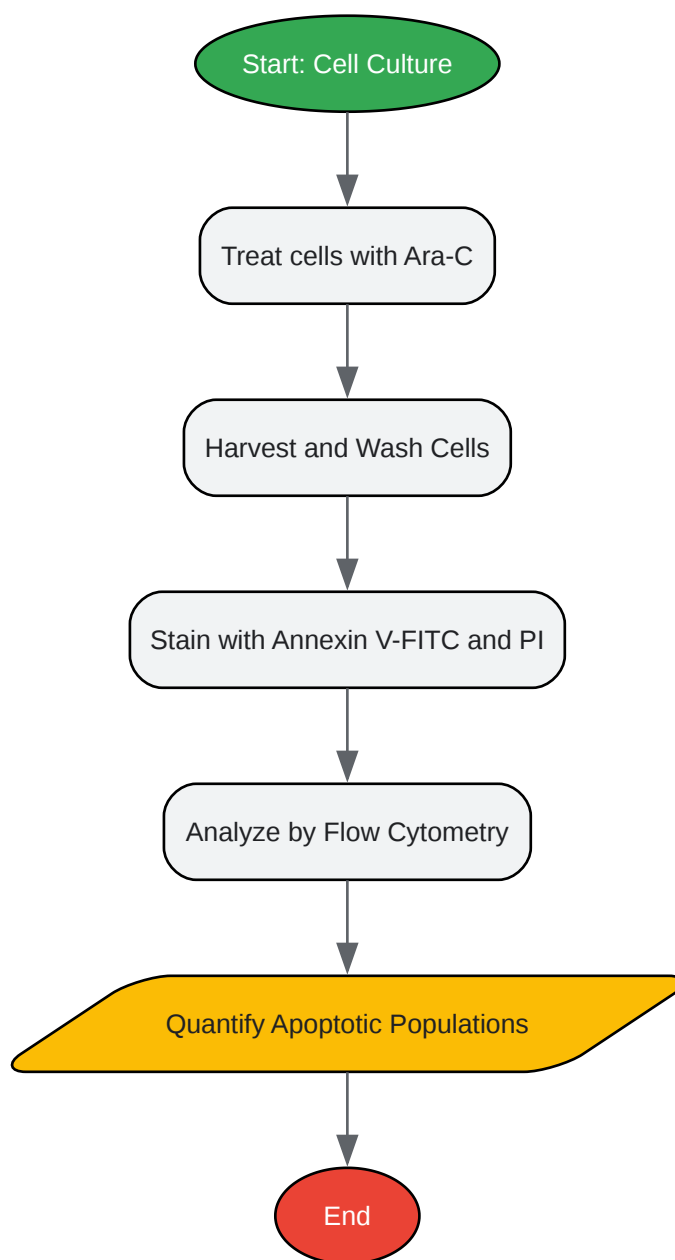 Start: Cell Culture
Treat cells with Ara-C
Harvest and Wash Cells
Stain with Annexin V-FITC and PI
Analyze by Flow Cytometry
Quantify Apoptotic Populations
End